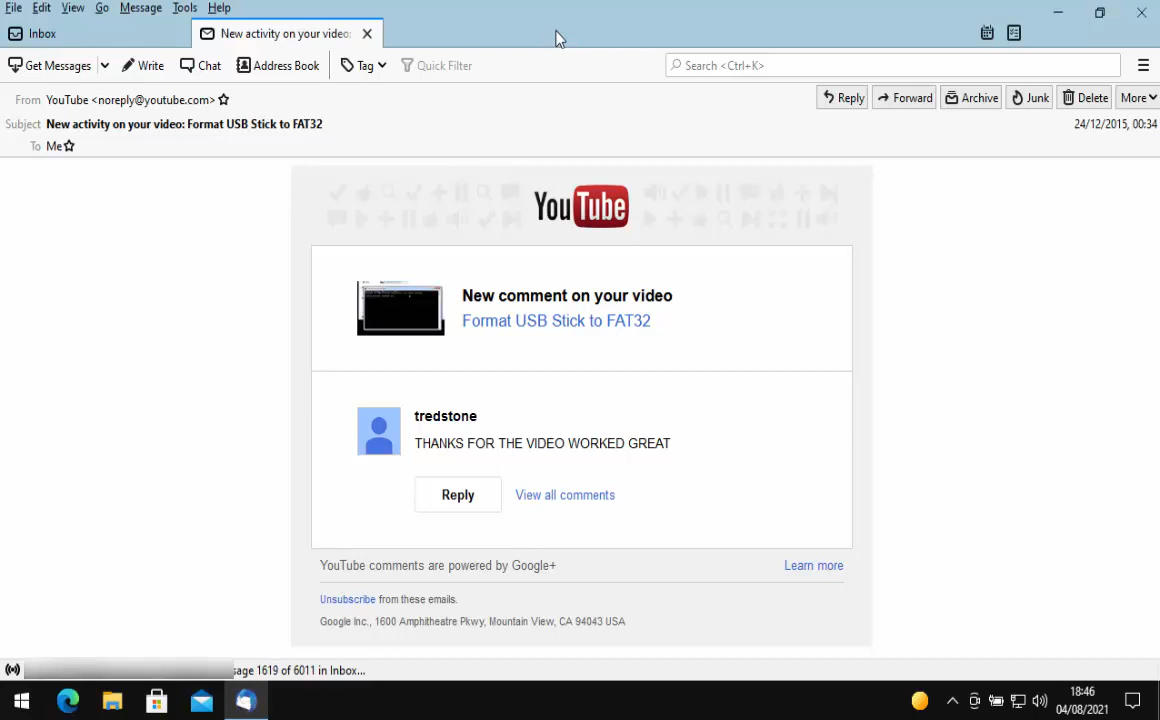 File Edit View Go Message Tools Help
Inbox
New activity on your video:
Get Messages Write Chat Address Book Tag Quick Filter Search <Ctrl+K>
From YouTube <noreply@youtube.com>
Reply Forward Archive Junk Delete More
Subject New activity on your video: Format USB Stick to FAT32
24/12/2015, 00:34
To Me
YouTube
New comment on your video
Format USB Stick to FAT32
tredstone
THANKS FOR THE VIDEO WORKED GREAT
Reply View all comments
YouTube comments are powered by Google+ Learn more
Unsubscribe from these emails.
Google Inc., 1600 Amphitheatre Pkwy, Mountain View, CA 94043 USA
sage 1619 of 6011 in Inbox...
18:46
04/08/2021